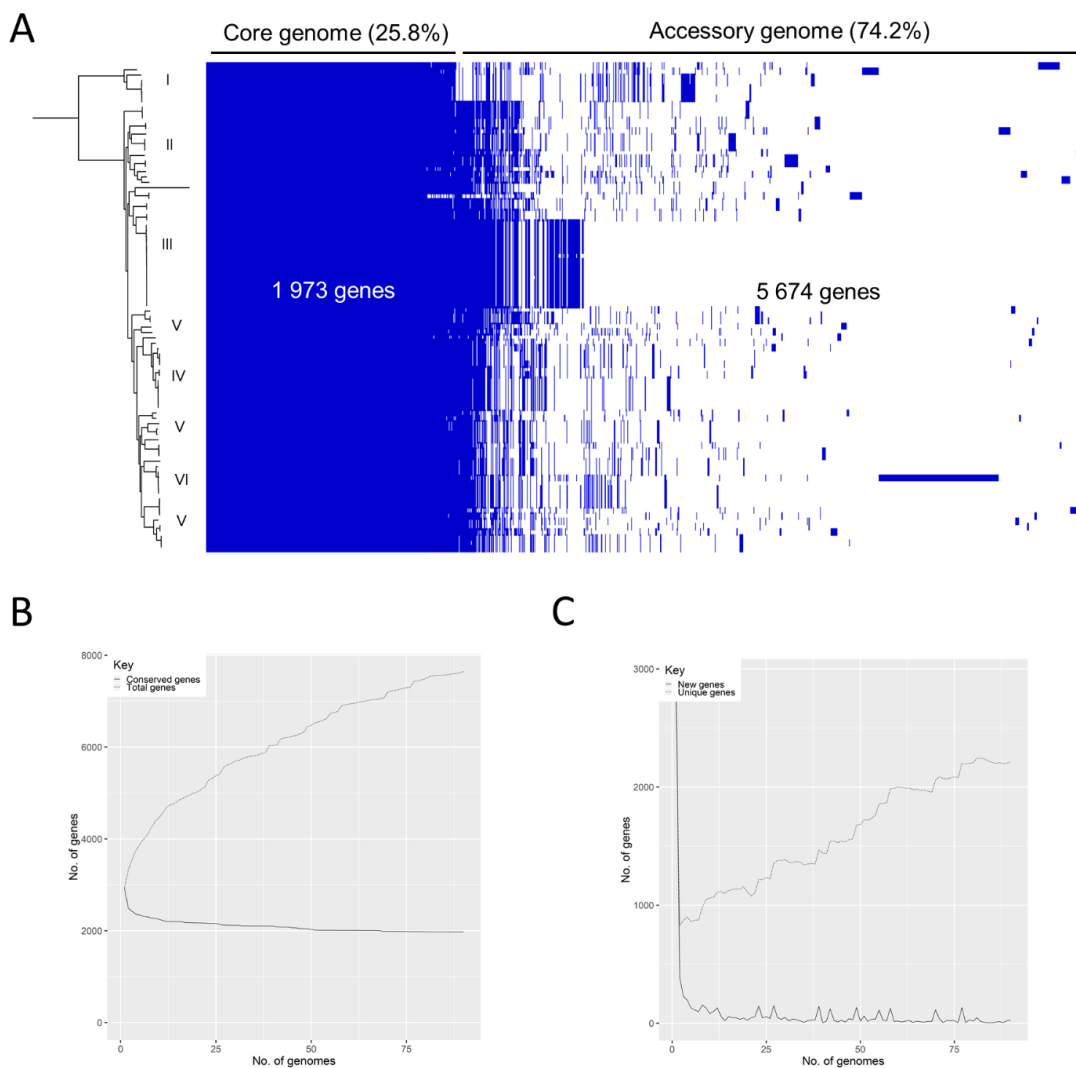 A
Core genome (25.8%)
Accessory genome (74.2%)
I
II
III
1 973 genes
5 674 genes
V
IV
V
VI
V
B
Key
Conserved genes
Total genes
8000
6000
4000
2000
0
No. of genes
0
25
50
75
No. of genomes
C
Key
New genes
Unique genes
3000
2000
1000
0
No. of genes
0
25
50
75
No. of genomes